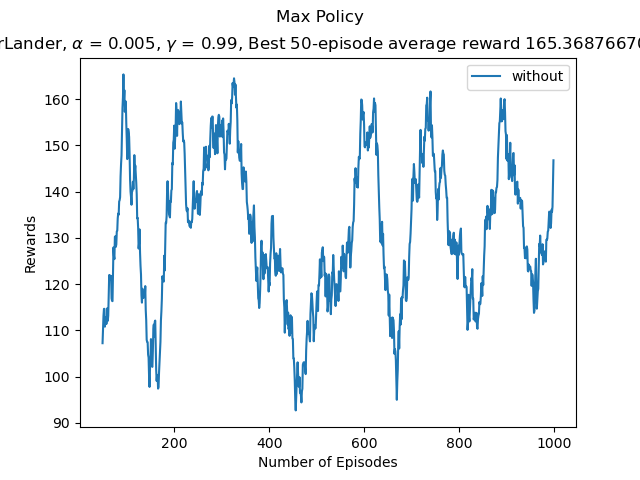 Max Policy
rLander, α = 0.005, γ = 0.99, Best 50-episode average reward 165.36876670
without
Rewards
160
150
140
130
120
110
100
90
200 400 600 800 1000
Number of Episodes